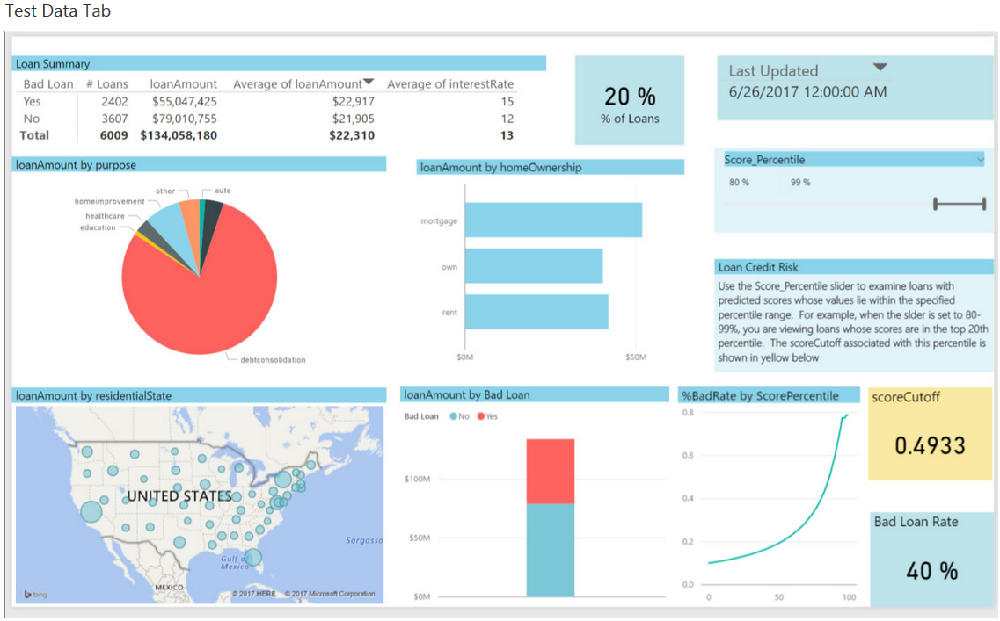 Test Data Tab
Loan Summary
Bad Loan # Loans loanAmount Average of loanAmount Average of interestRate
Yes 2402 $55,047,425 $22,917 15
No 3607 $79,010,755 $21,905 12
Total 6009 $134,058,180 $22,310 13
20 %
% of Loans
Last Updated
6/26/2017 12:00:00 AM
loanAmount by purpose
other
auto
homeimprovement
healthcare
education
debtconsolidation
loanAmount by homeOwnership
mortgage
own
rent
$0M $50M
Score_Percentile
80 % 99 %
Loan Credit Risk
Use the Score_Percentile slider to examine loans with
predicted scores whose values lie within the specified
percentile range. For example, when the slder is set to 80-
99%, you are viewing loans whose scores are in the top 20th
percentile. The scoreCutoff associated with this percentile is
shown in yellow below
loanAmount by residentialState
UNITED STATES
Sargasso
Gulf of
Mexico
MEXICO
bing
© 2017 HERE © 2017 Microsoft Corporation
loanAmount by Bad Loan
Bad Loan No Yes
$100M
$50M
$0M
%BadRate by ScorePercentile
0.8
0.6
0.4
0.2
0.0
0 50 100
scoreCutoff
0.4933
Bad Loan Rate
40 %